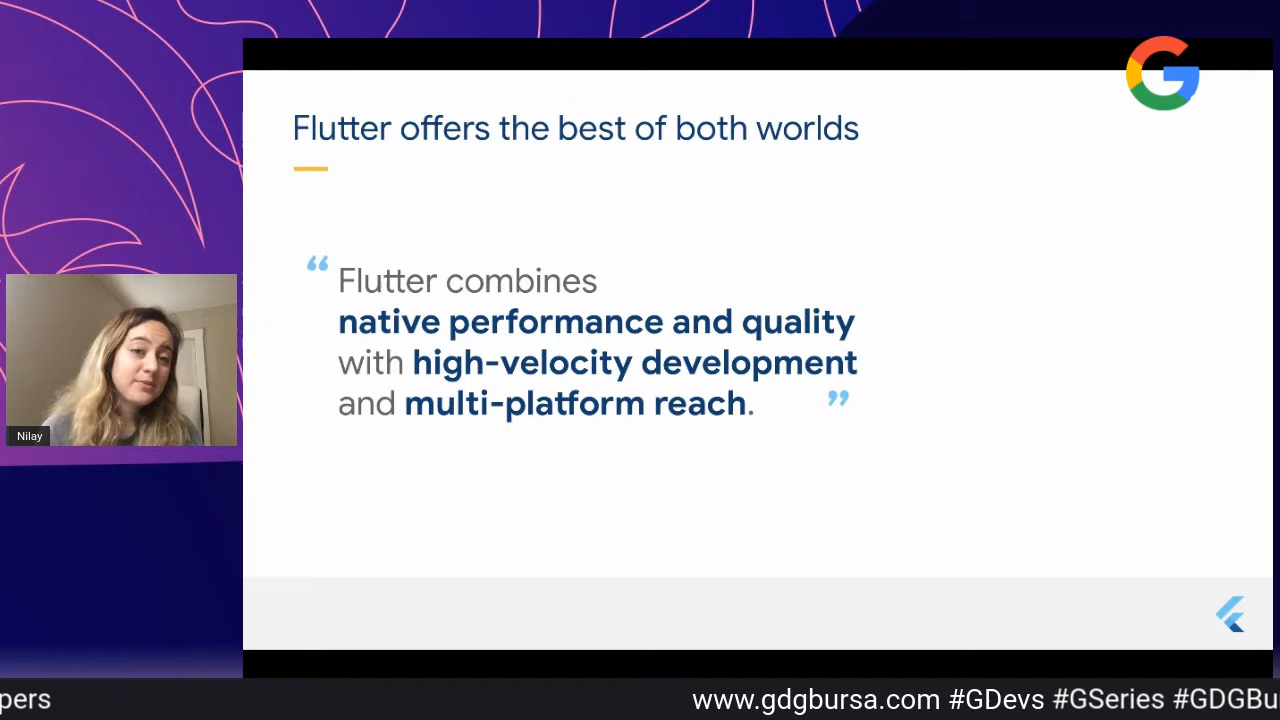 Flutter offers the best of both worlds
“ Flutter combines
native performance and quality
with high-velocity development
and multi-platform reach. ”
Nilay
pers www.gdgbursa.com #GDevs #GSeries #GDGBu